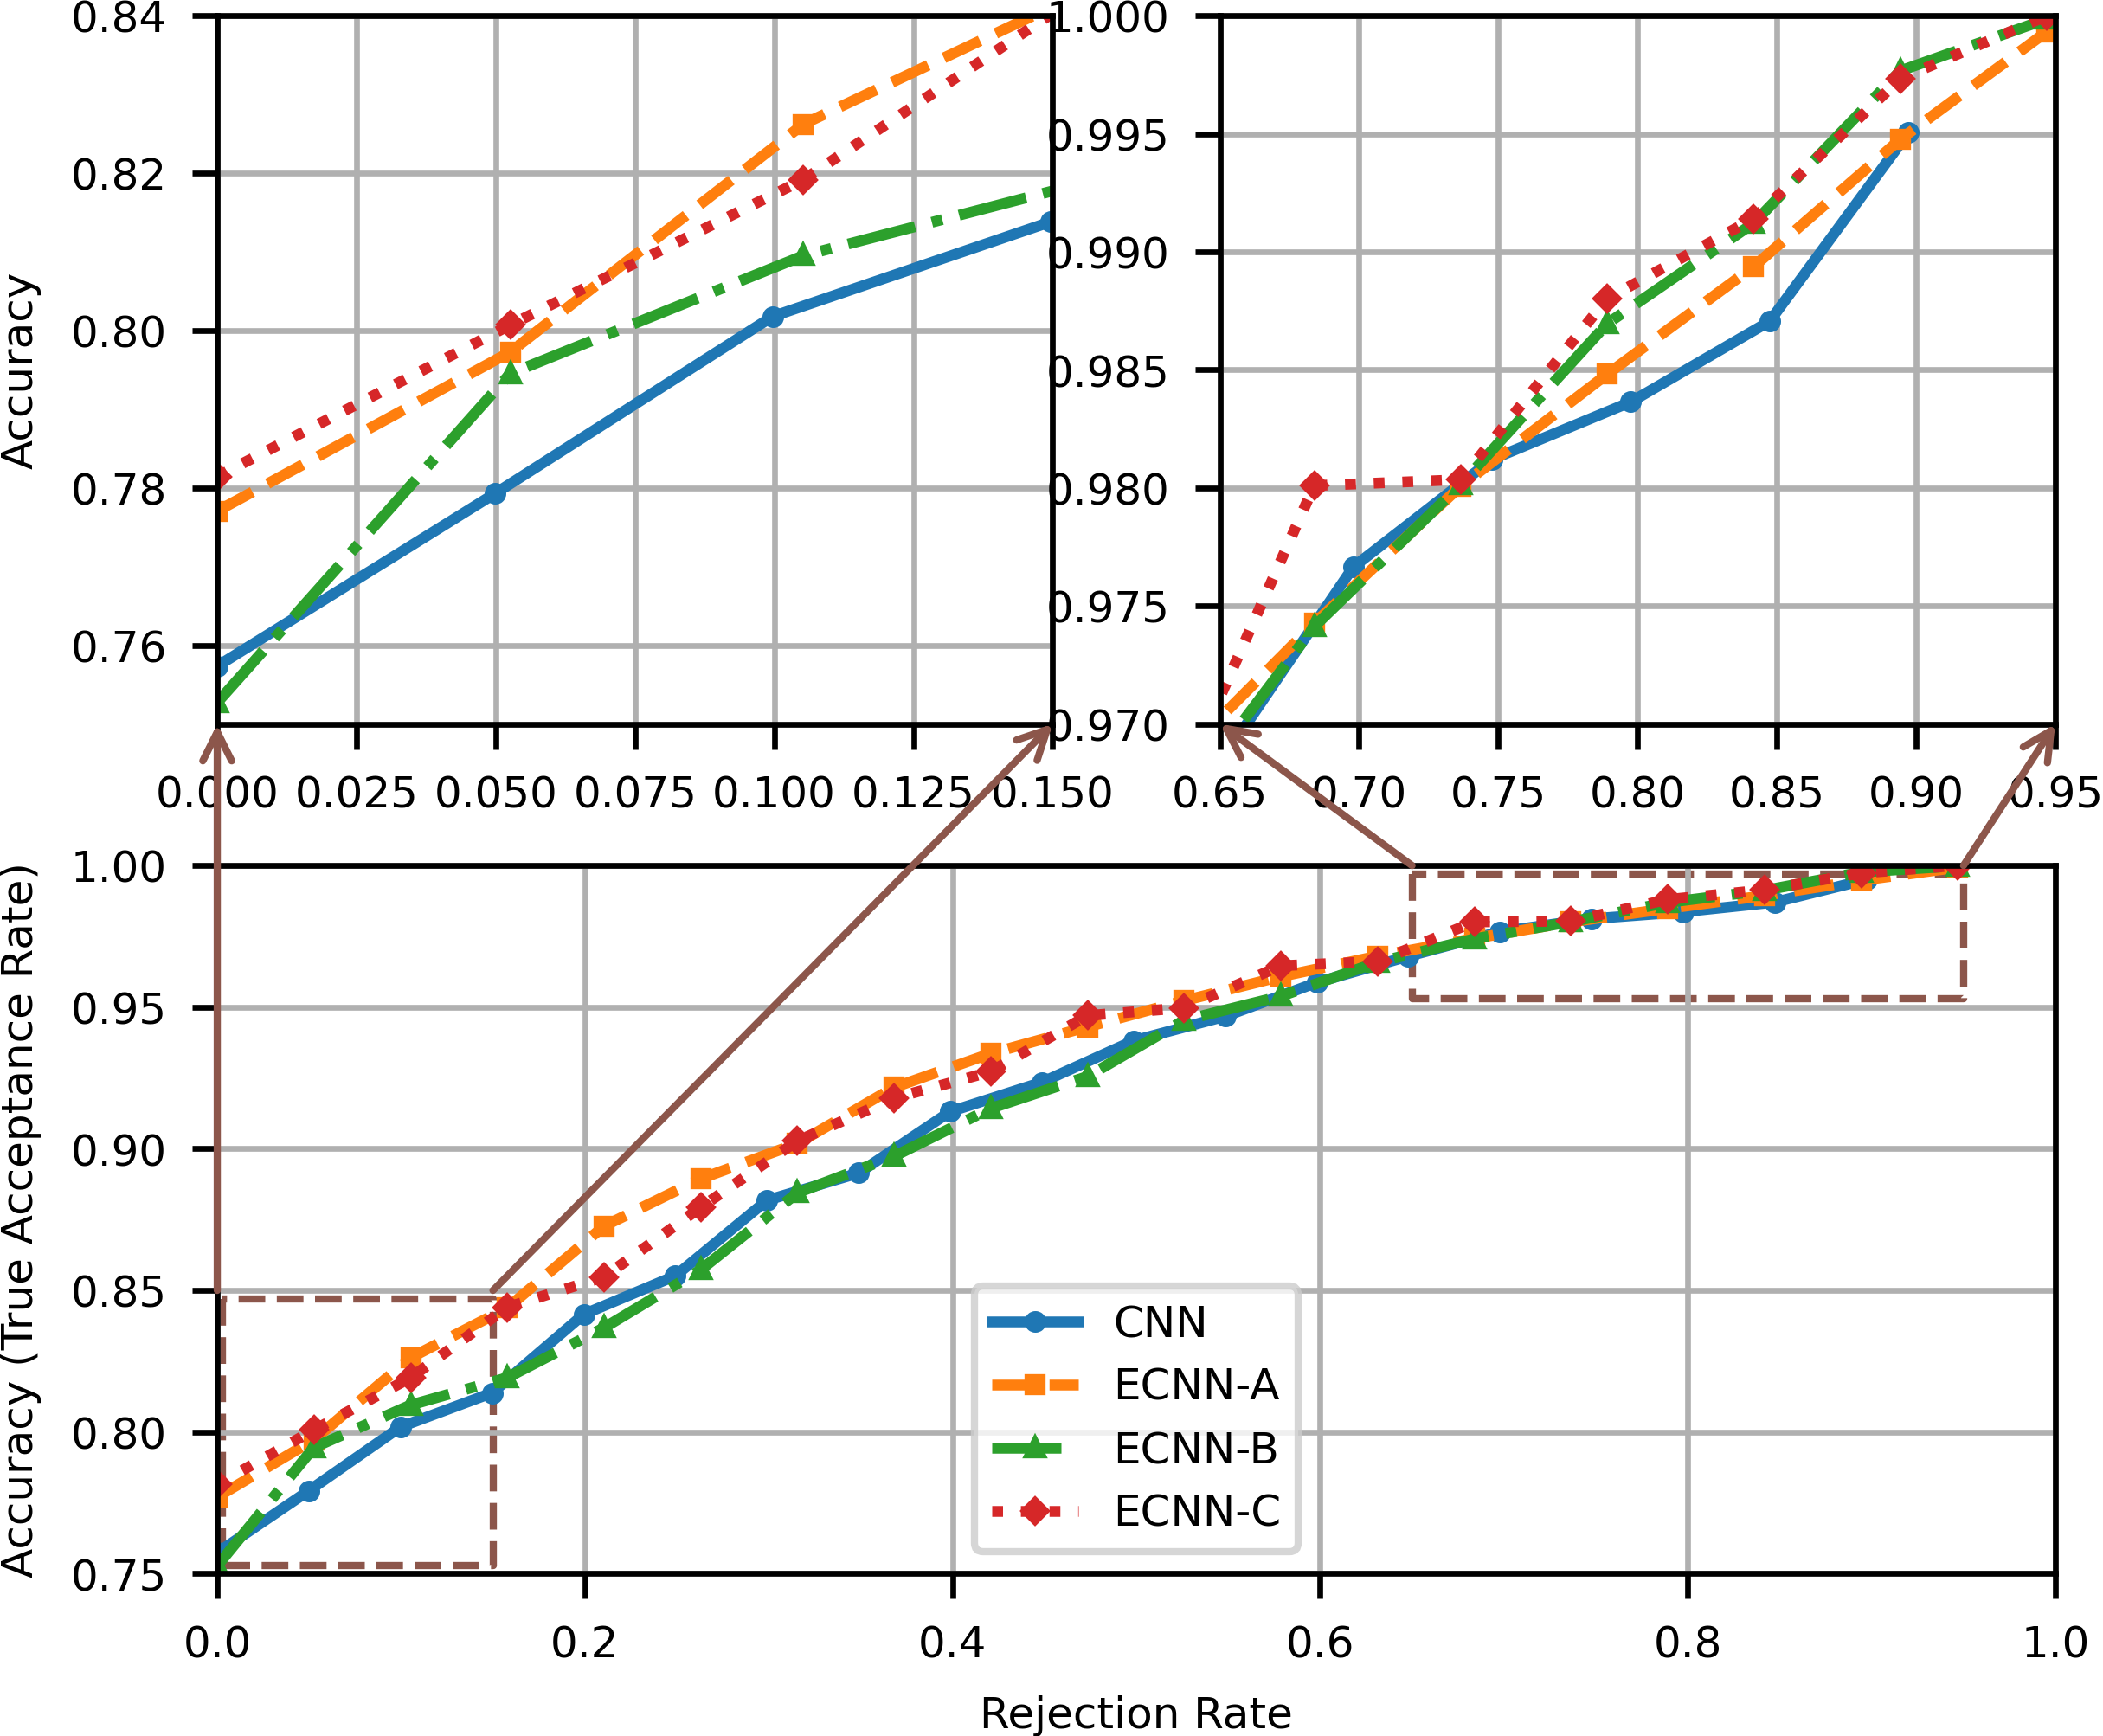 Accuracy
0.84
0.82
0.80
0.78
0.76
0.000 0.025 0.050 0.075 0.100 0.125 0.150
1.000
0.995
0.990
0.985
0.980
0.975
0.970
0.65 0.70 0.75 0.80 0.85 0.90 0.95
Accuracy (True Acceptance Rate)
1.00
0.95
0.90
0.85
0.80
0.75
CNN
ECNN-A
ECNN-B
ECNN-C
0.0 0.2 0.4 0.6 0.8 1.0
Rejection Rate